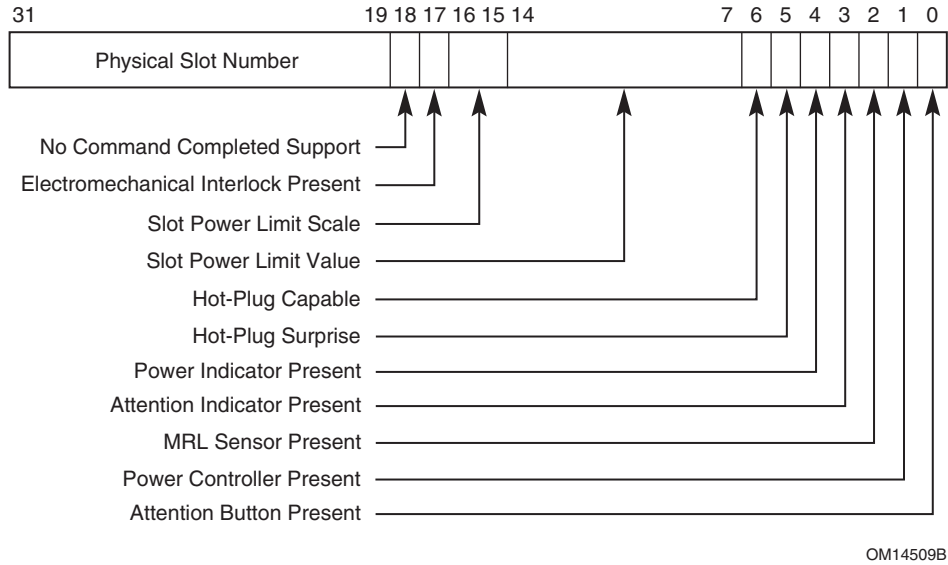 31 19 18 17 16 15 14 7 6 5 4 3 2 1 0
Physical Slot Number
No Command Completed Support
Electromechanical Interlock Present
Slot Power Limit Scale
Slot Power Limit Value
Hot-Plug Capable
Hot-Plug Surprise
Power Indicator Present
Attention Indicator Present
MRL Sensor Present
Power Controller Present
Attention Button Present
OM14509B